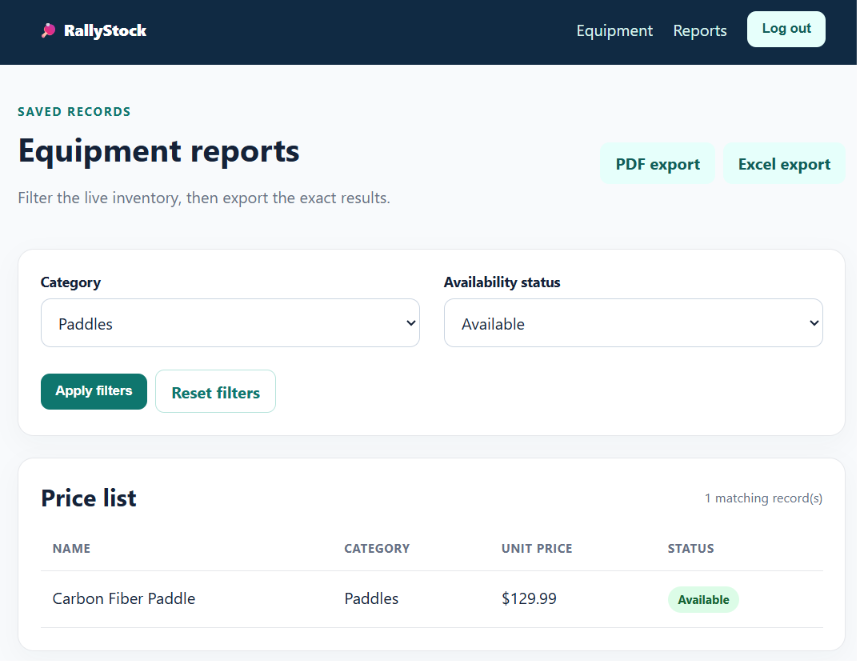 RallyStock
Equipment Reports Log out
SAVED RECORDS
Equipment reports
PDF export Excel export
Filter the live inventory, then export the exact results.
Category Availability status
Paddles Available
Apply filters Reset filters
Price list 1 matching record(s)
NAME CATEGORY UNIT PRICE STATUS
Carbon Fiber Paddle Paddles $129.99 Available